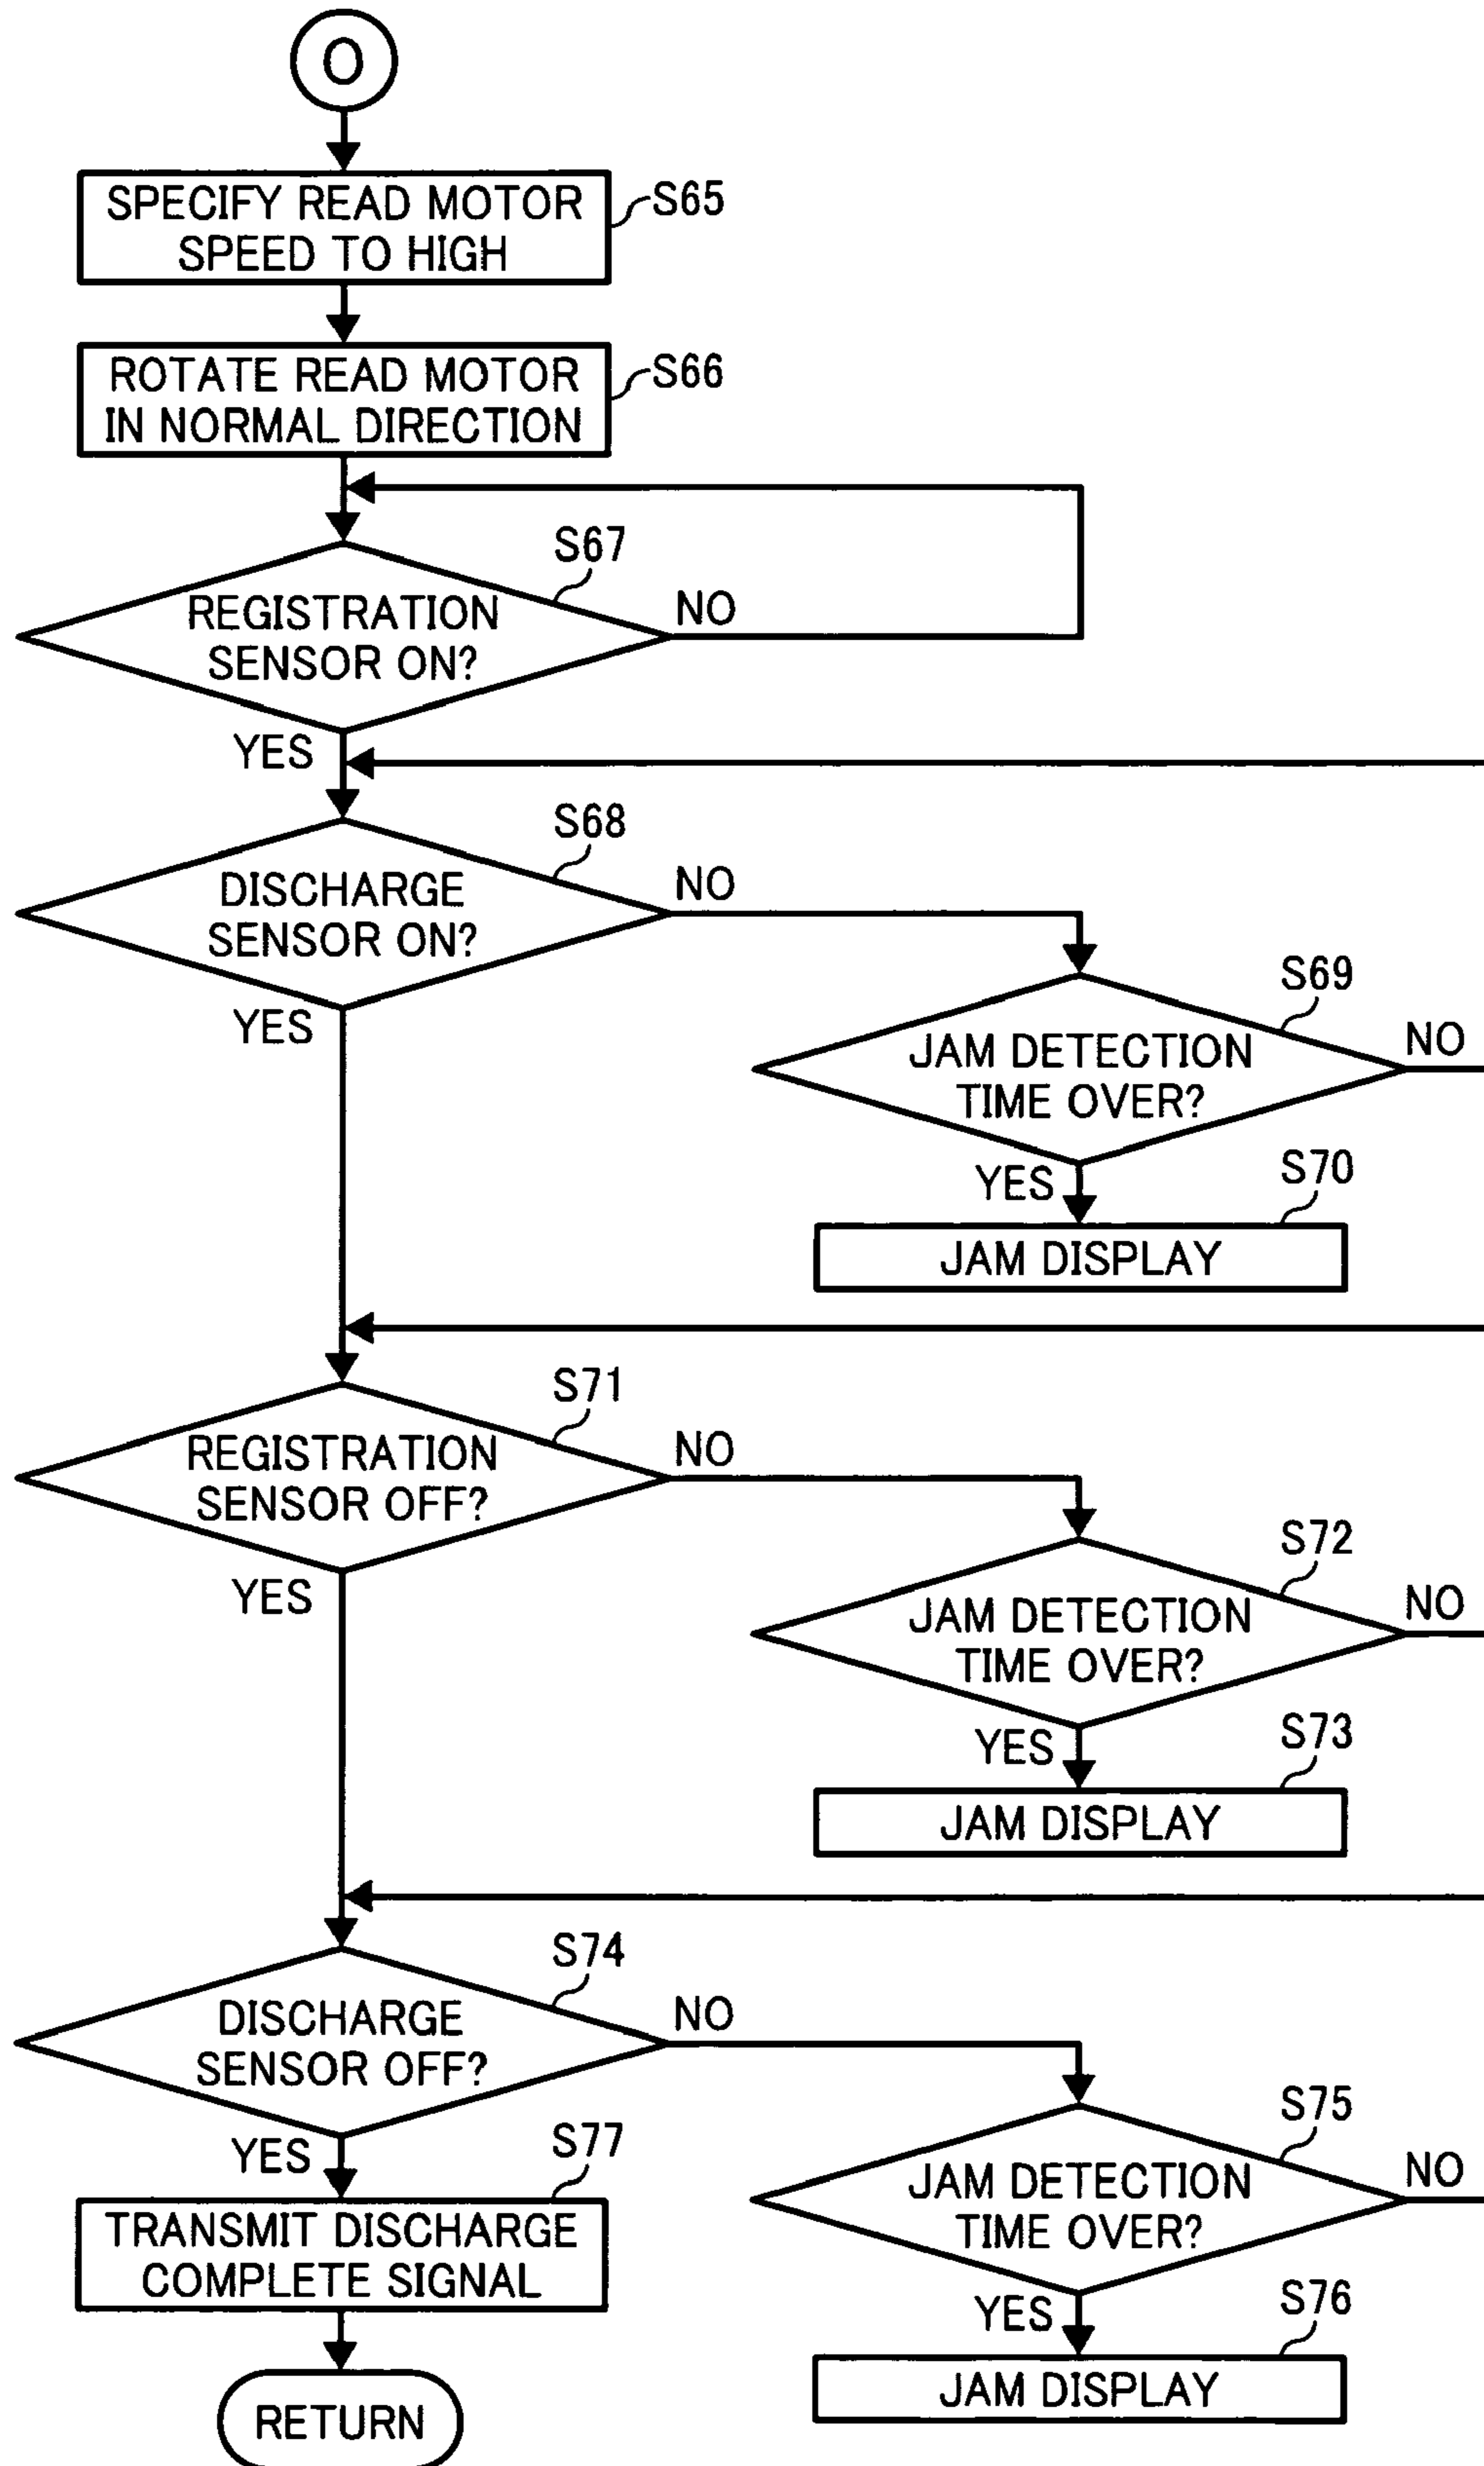 O
SPECIFY READ MOTOR
SPEED TO HIGH
S65
ROTATE READ MOTOR
IN NORMAL DIRECTION
S66
S67
REGISTRATION
SENSOR ON?
NO
YES
S68
DISCHARGE
SENSOR ON?
NO
YES
S69
JAM DETECTION
TIME OVER?
NO
YES
S70
JAM DISPLAY
S71
REGISTRATION
SENSOR OFF?
NO
YES
S72
JAM DETECTION
TIME OVER?
NO
YES
S73
JAM DISPLAY
S74
DISCHARGE
SENSOR OFF?
NO
YES
S75
JAM DETECTION
TIME OVER?
NO
YES
S76
JAM DISPLAY
S77
TRANSMIT DISCHARGE
COMPLETE SIGNAL
RETURN